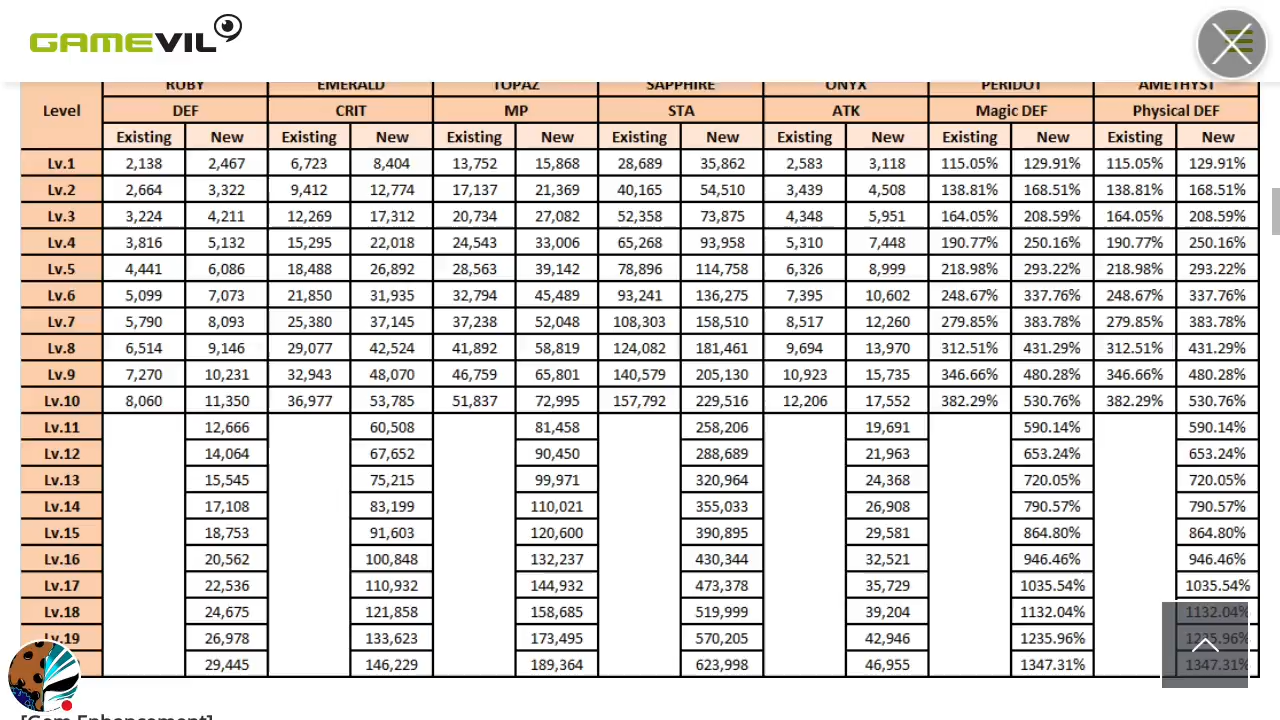 GAMEVIL
RUBY EMERALD TOPAZ SAPPHIRE ONYX PERIDOT AMETHYST
Level DEF CRIT MP STA ATK Magic DEF Physical DEF
Existing New Existing New Existing New Existing New Existing New Existing New Existing New
Lv.1 2,138 2,467 6,723 8,404 13,752 15,868 28,689 35,862 2,583 3,118 115.05% 129.91% 115.05% 129.91%
Lv.2 2,664 3,322 9,412 12,774 17,137 21,369 40,165 54,510 3,439 4,508 138.81% 168.51% 138.81% 168.51%
Lv.3 3,224 4,211 12,269 17,312 20,734 27,082 52,358 73,875 4,348 5,951 164.05% 208.59% 164.05% 208.59%
Lv.4 3,816 5,132 15,295 22,018 24,543 33,006 65,268 93,958 5,310 7,448 190.77% 250.16% 190.77% 250.16%
Lv.5 4,441 6,086 18,488 26,892 28,563 39,142 78,896 114,758 6,326 8,999 218.98% 293.22% 218.98% 293.22%
Lv.6 5,099 7,073 21,850 31,935 32,794 45,489 93,241 136,275 7,395 10,602 248.67% 337.76% 248.67% 337.76%
Lv.7 5,790 8,093 25,380 37,145 37,238 52,048 108,303 158,510 8,517 12,260 279.85% 383.78% 279.85% 383.78%
Lv.8 6,514 9,146 29,077 42,524 41,892 58,819 124,082 181,461 9,694 13,970 312.51% 431.29% 312.51% 431.29%
Lv.9 7,270 10,231 32,943 48,070 46,759 65,801 140,579 205,130 10,923 15,735 346.66% 480.28% 346.66% 480.28%
Lv.10 8,060 11,350 36,977 53,785 51,837 72,995 157,792 229,516 12,206 17,552 382.29% 530.76% 382.29% 530.76%
Lv.11 12,666 60,508 81,458 258,206 19,691 590.14% 590.14%
Lv.12 14,064 67,652 90,450 288,689 21,963 653.24% 653.24%
Lv.13 15,545 75,215 99,971 320,964 24,368 720.05% 720.05%
Lv.14 17,108 83,199 110,021 355,033 26,908 790.57% 790.57%
Lv.15 18,753 91,603 120,600 390,895 29,581 864.80% 864.80%
Lv.16 20,562 100,848 132,237 430,344 32,521 946.46% 946.46%
Lv.17 22,536 110,932 144,932 473,378 35,729 1035.54% 1035.54%
Lv.18 24,675 121,858 158,685 519,999 39,204 1132.04% 1132.04%
Lv.19 26,978 133,623 173,495 570,205 42,946 1235.96% 1235.96%
29,445 146,229 189,364 623,998 46,955 1347.31% 1347.31%
[Gem Enhancement]